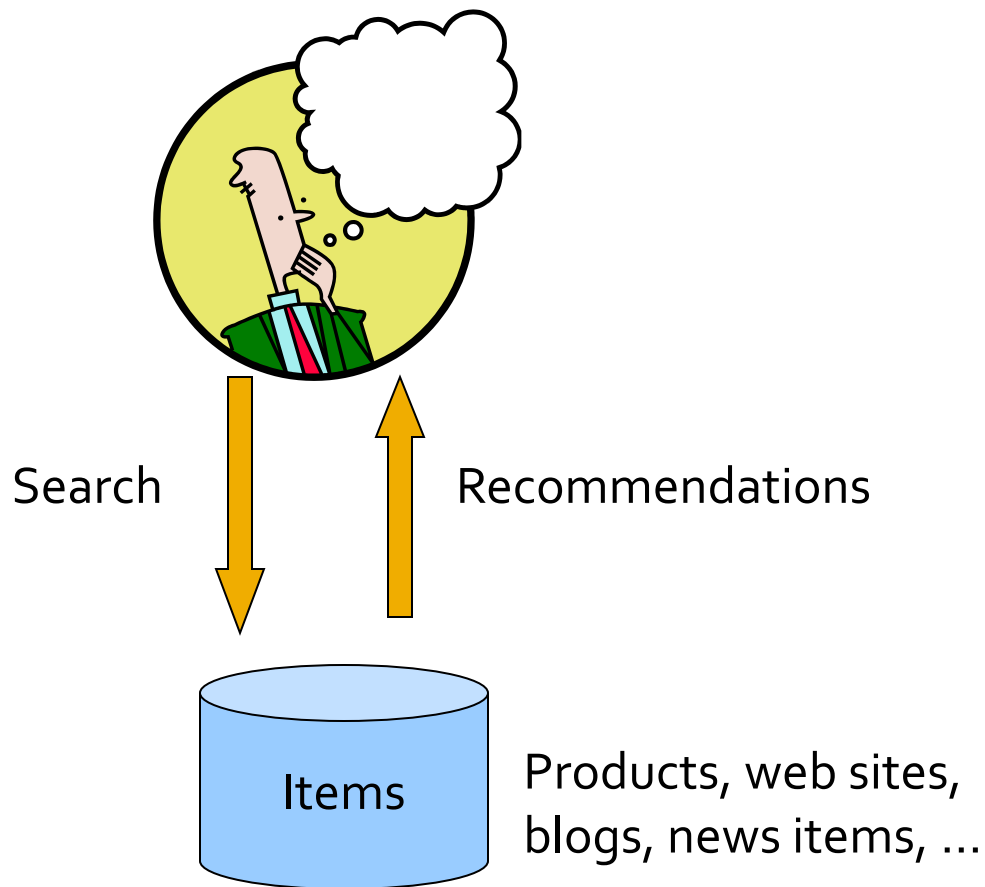 Search
Recommendations
Items
Products, web sites,
blogs, news items, …